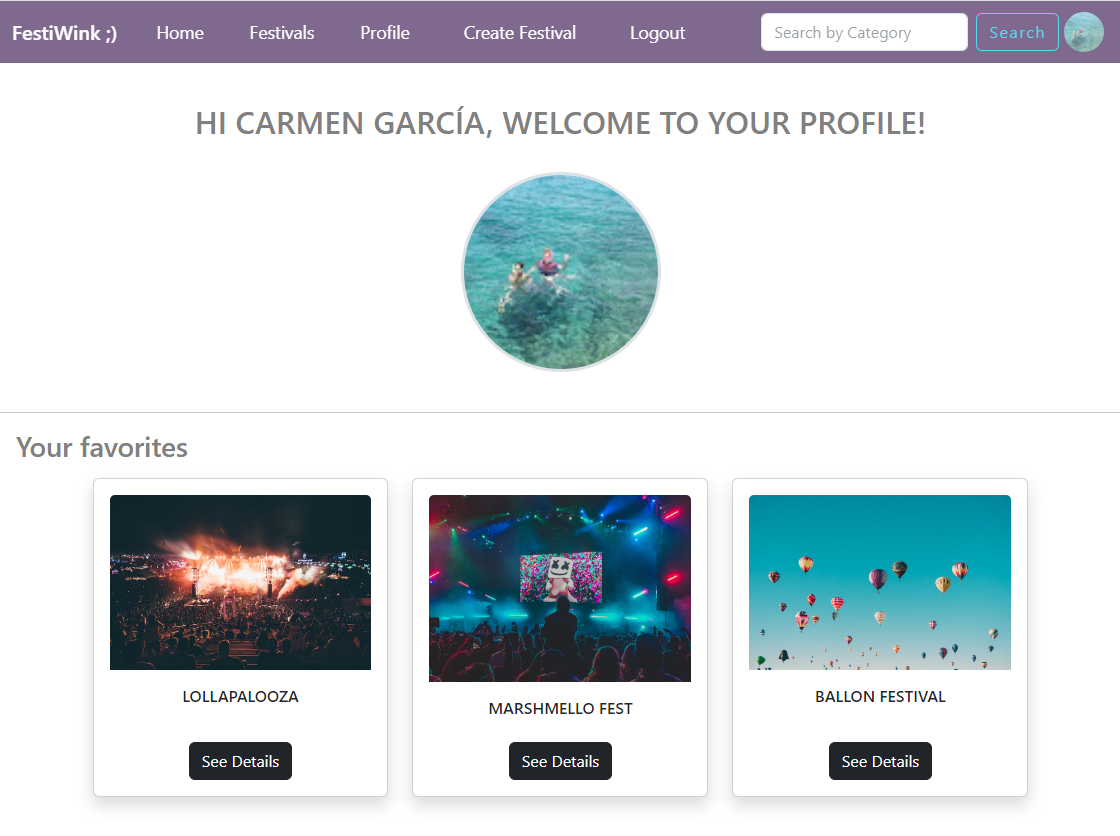 FestiWink ;) Home Festivals Profile Create Festival Logout Search by Category Search
HI CARMEN GARCÍA, WELCOME TO YOUR PROFILE!
Your favorites
LOLLAPALOOZA
MARSHMELLO FEST
BALLON FESTIVAL
See Details
See Details
See Details